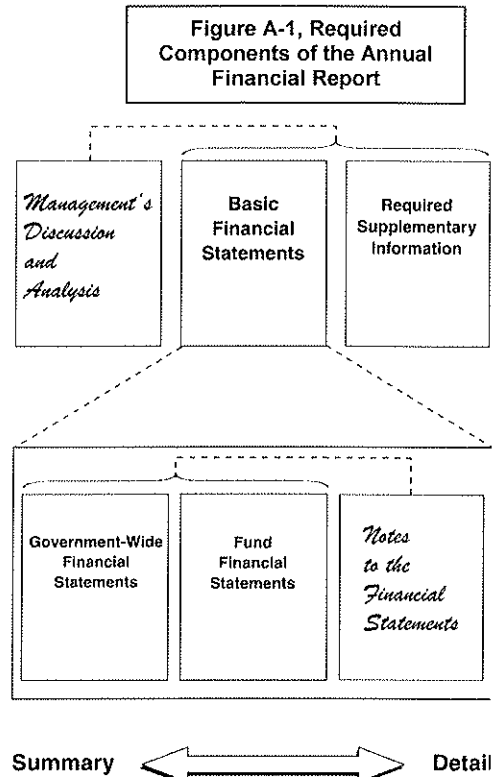 Figure A-1, Required
Components of the Annual
Financial Report
Management's
Discussion
and
Analysis
Basic
Financial
Statements
Required
Supplementary
Information
Government-Wide
Financial
Statements
Fund
Financial
Statements
Notes
to the
Financial
Statements
Summary
Detail